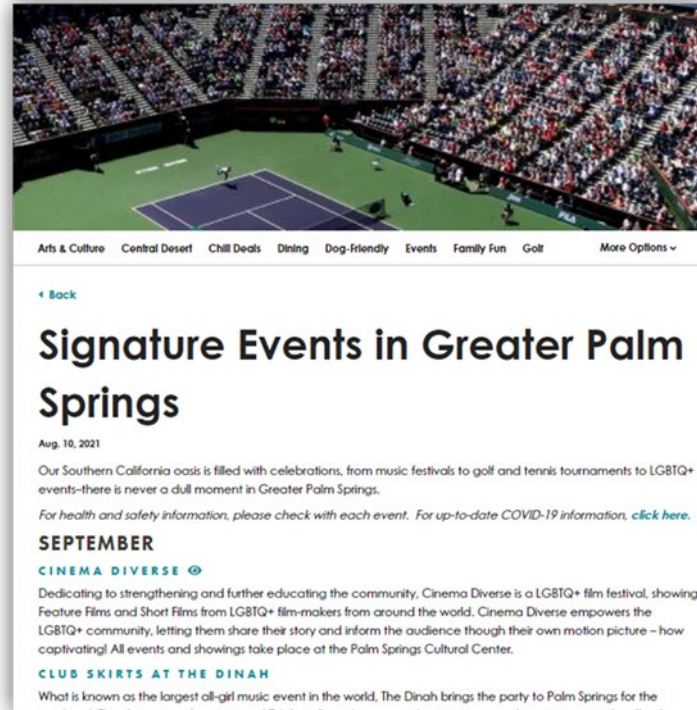 FILA
Arts & Culture Central Desert Chill Deals Dining Dog-Friendly Events Family Fun Golf More Options
Back
Signature Events in Greater Palm
Springs
Aug. 10, 2021
Our Southern California oasis is filled with celebrations, from music festivals to golf and tennis tournaments to LGBTQ+
events–there is never a dull moment in Greater Palm Springs.
For health and safety information, please check with each event. For up-to-date COVID-19 information, click here.
SEPTEMBER
CINEMA DIVERSE
Dedicating to strengthening and further educating the community, Cinema Diverse is a LGBTQ+ film festival, showing
Feature Films and Short Films from LGBTQ+ film-makers from around the world. Cinema Diverse empowers the
LGBTQ+ community, letting them share their story and inform the audience though their own motion picture – how
captivating! All events and showings take place at the Palm Springs Cultural Center.
CLUB SKIRTS AT THE DINAH
What is known as the largest all-girl music event in the world, The Dinah brings the party to Palm Springs for the